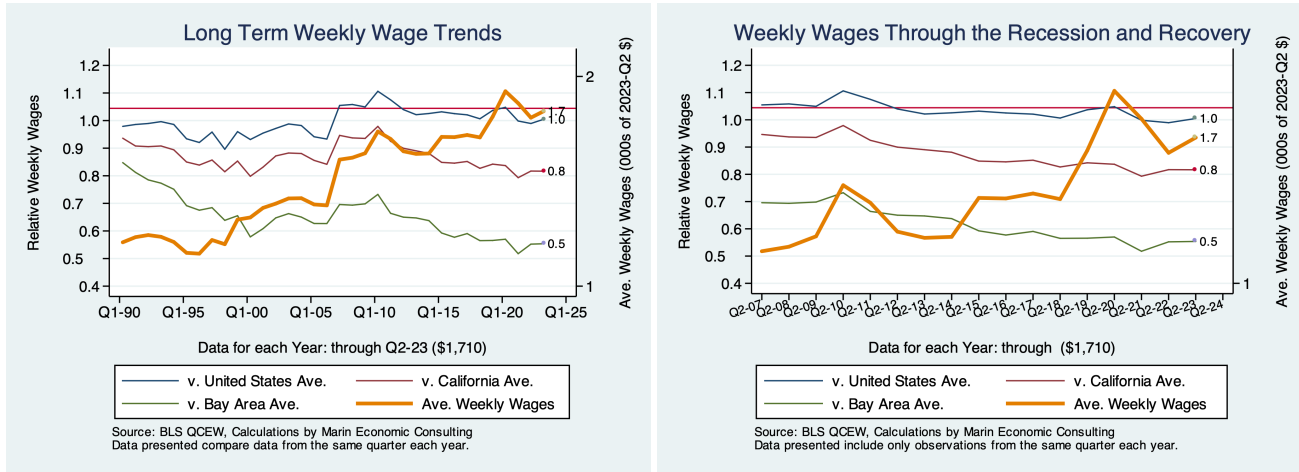 Long Term Weekly Wage Trends
Relative Weekly Wages
1.2
1.1
1.0
0.9
0.8
0.7
0.6
0.5
0.4
2
1
Ave. Weekly Wages (000s of 2023-Q2 $)
1.7
1.0
0.8
0.5
Q1-90 Q1-95 Q1-00 Q1-05 Q1-10 Q1-15 Q1-20 Q1-25
Data for each Year: through Q2-23 ($1,710)
v. United States Ave. v. California Ave.
v. Bay Area Ave. Ave. Weekly Wages
Source: BLS QCEW, Calculations by Marin Economic Consulting
Data presented compare data from the same quarter each year.
Weekly Wages Through the Recession and Recovery
Relative Weekly Wages
1.2
1.1
1.0
0.9
0.8
0.7
0.6
0.5
0.4
1
Ave. Weekly Wages (000s of 2023-Q2 $)
1.0
1.7
0.8
0.5
Q2-07 Q2-08 Q2-09 Q2-10 Q2-11 Q2-12 Q2-13 Q2-14 Q2-15 Q2-16 Q2-17 Q2-18 Q2-19 Q2-20 Q2-21 Q2-22 Q2-23 Q2-24
Data for each Year: through ($1,710)
v. United States Ave. v. California Ave.
v. Bay Area Ave. Ave. Weekly Wages
Source: BLS QCEW, Calculations by Marin Economic Consulting
Data presented include only observations from the same quarter each year.